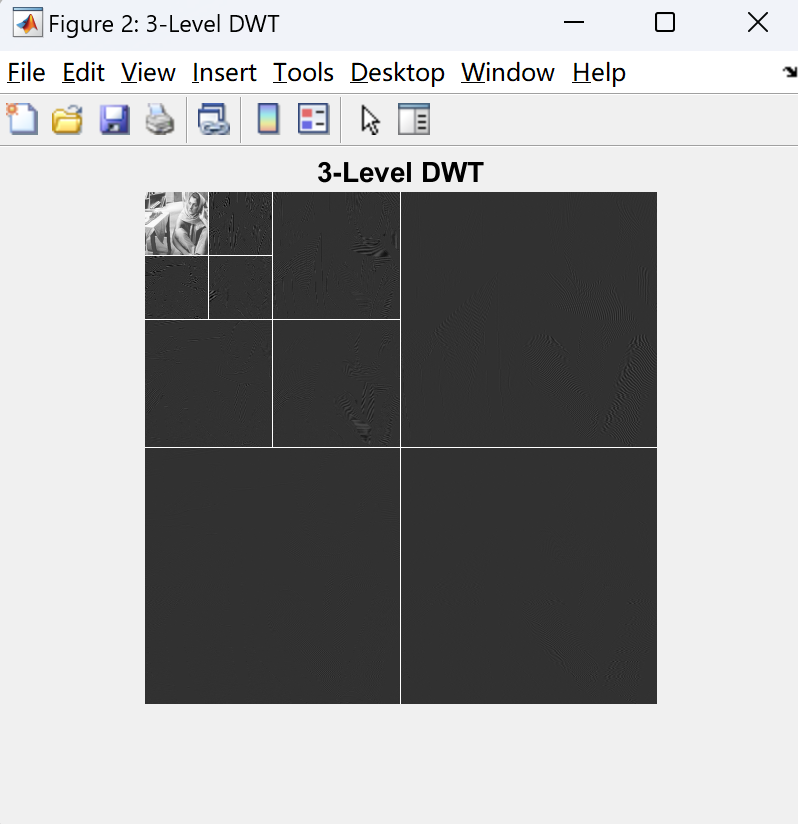 Figure 2: 3-Level DWT
File Edit View Insert Tools Desktop Window Help
3-Level DWT